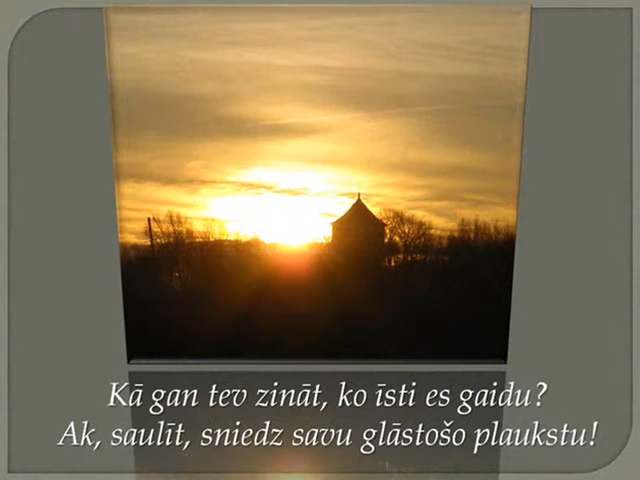 Kā gan tev zināt, ko īsti es gaidu?
Ak, saulīt, sniedz savu glāstošo plaukstu!